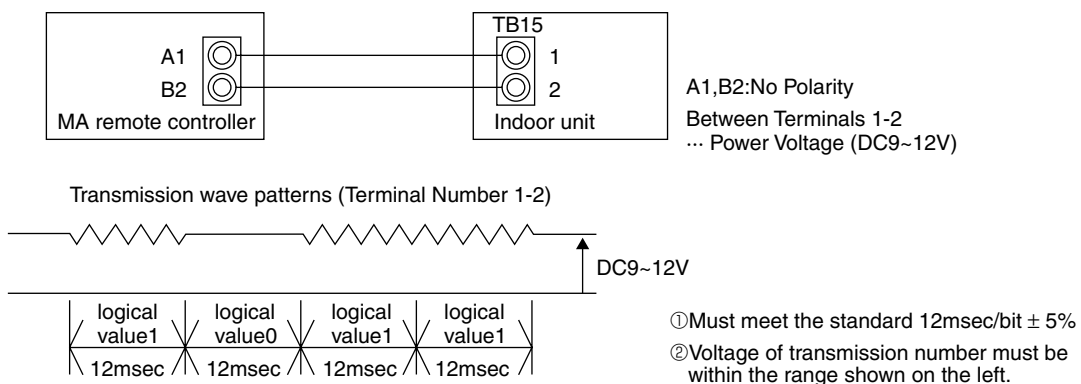 TB15
A1
1
B2
2
MA remote controller
Indoor unit
A1,B2:No Polarity
Between Terminals 1-2
··· Power Voltage (DC9~12V)
Transmission wave patterns (Terminal Number 1-2)
DC9~12V
logical value1
logical value0
logical value1
logical value1
12msec
12msec
12msec
12msec
①Must meet the standard 12msec/bit ± 5%
②Voltage of transmission number must be
within the range shown on the left.